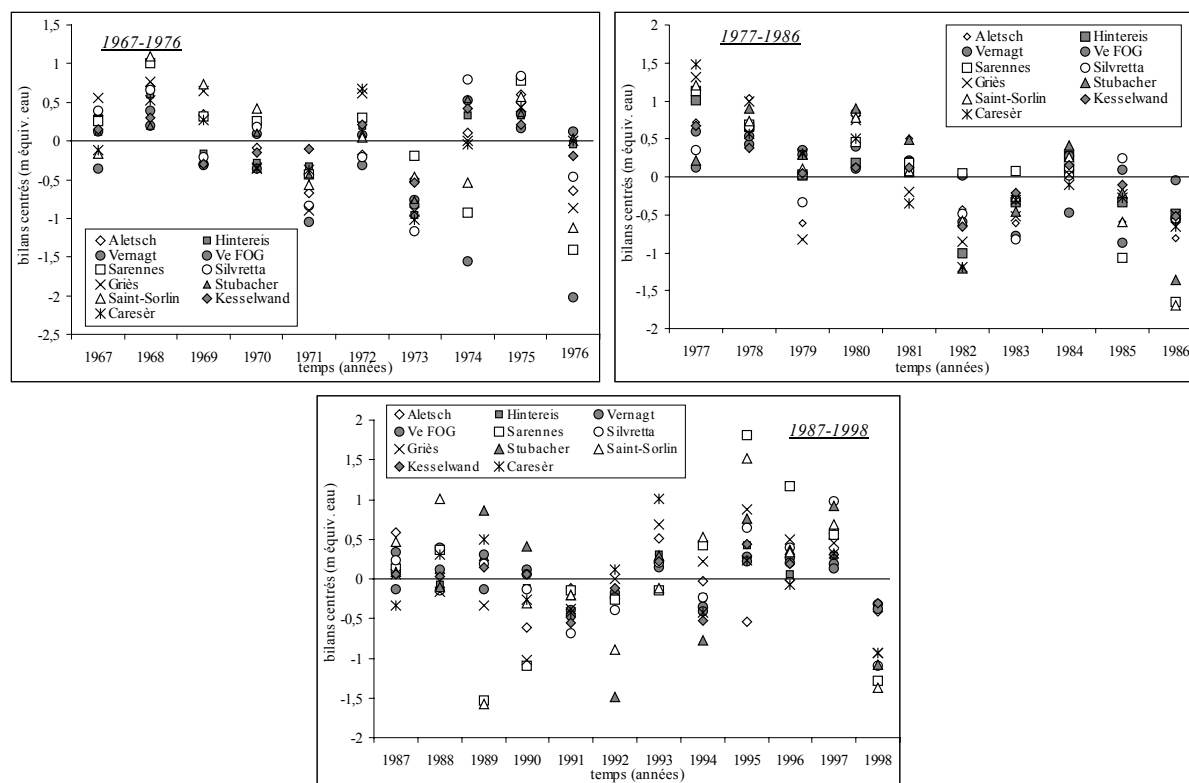 1,5
1
0,5
0
-0,5
-1
-1,5
-2
-2,5
bilans centrés (m équiv. eau)
1967-1976
Aletsch Hintereis
Vernagt Ve FOG
Sarennes Silvretta
Griès Stubacher
Saint-Sorlin Kesselwand
Caresèr
1967 1968 1969 1970 1971 1972 1973 1974 1975 1976
temps (années)
2
1,5
1
0,5
0
-0,5
-1
-1,5
-2
bilans centrés (m équiv. eau)
1977-1986
Aletsch Hintereis
Vernagt Ve FOG
Sarennes Silvretta
Griès Stubacher
Saint-Sorlin Kesselwand
Caresèr
1977 1978 1979 1980 1981 1982 1983 1984 1985 1986
temps (années)
2
1,5
1
0,5
0
-0,5
-1
-1,5
-2
bilans centrés (m équiv. eau)
Aletsch Hintereis Vernagt
Ve FOG Sarennes Silvretta
Griès Stubacher Saint-Sorlin
Kesselwand Caresèr
1987-1998
1987 1988 1989 1990 1991 1992 1993 1994 1995 1996 1997 1998
temps (années)